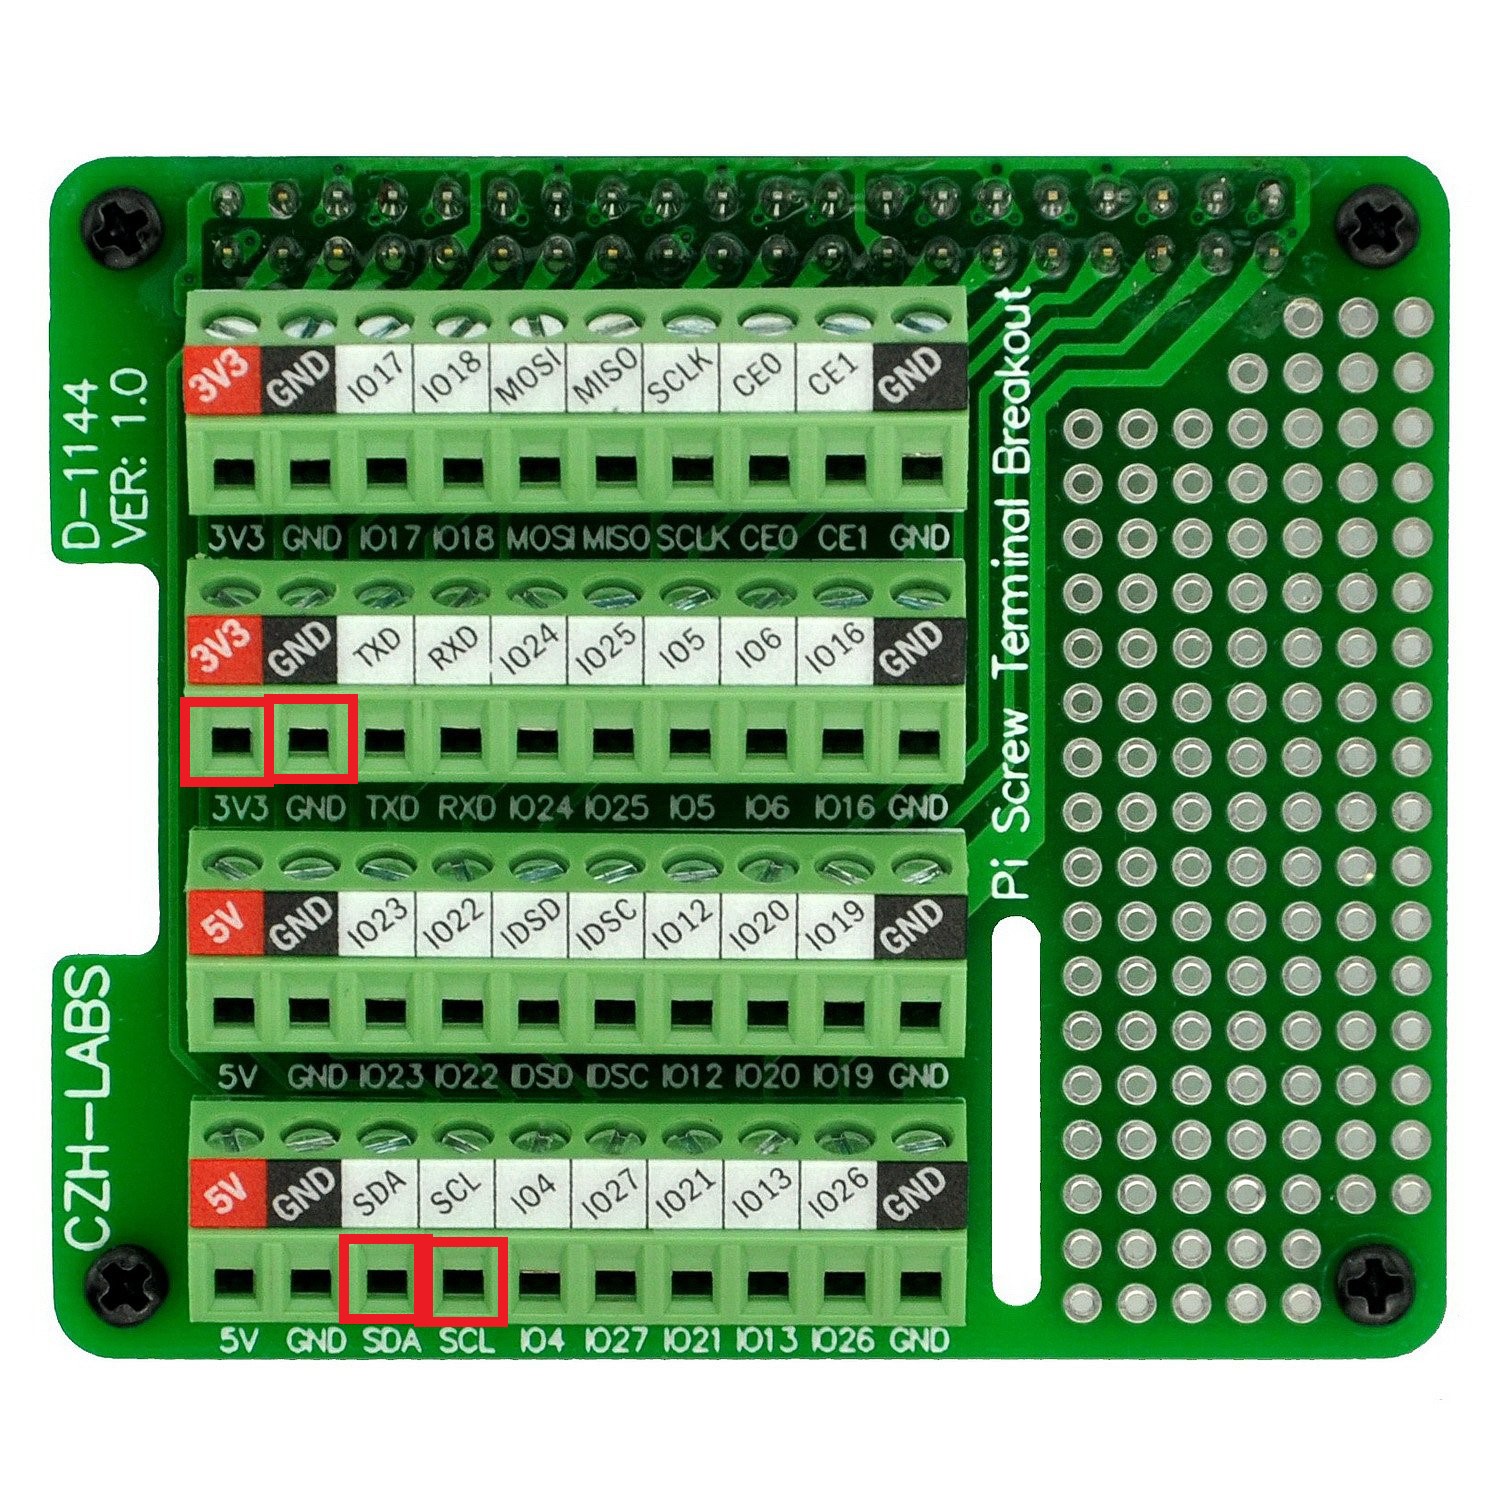 D-1144
VER: 1.0
3V3 GND IO17 IO18 MOSI MISO SCLK CE0 CE1 GND
3V3 GND IO17 IO18 MOSI MISO SCLK CE0 CE1 GND
3V3 GND TXD RXD IO24 IO25 IO5 IO6 IO16 GND
3V3 GND TXD RXD IO24 IO25 IO5 IO6 IO16 GND
5V GND IO23 IO22 IDSD IDSC IO12 IO20 IO19 GND
5V GND IO23 IO22 IDSD IDSC IO12 IO20 IO19 GND
5V GND SDA SCL IO4 IO27 IO21 IO13 IO26 GND
5V GND SDA SCL IO4 IO27 IO21 IO13 IO26 GND
CZH-LABS
Pi Screw Terminal Breakout